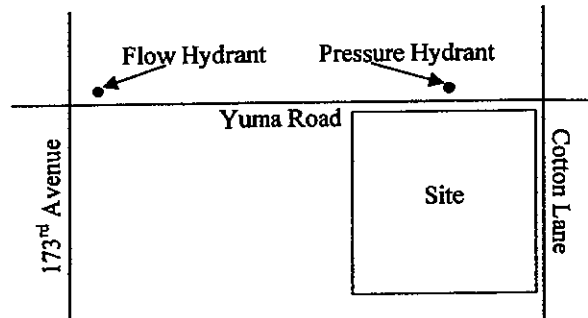 Flow Hydrant
Pressure Hydrant
Yuma Road
173rd Avenue
Site
Cotton Lane